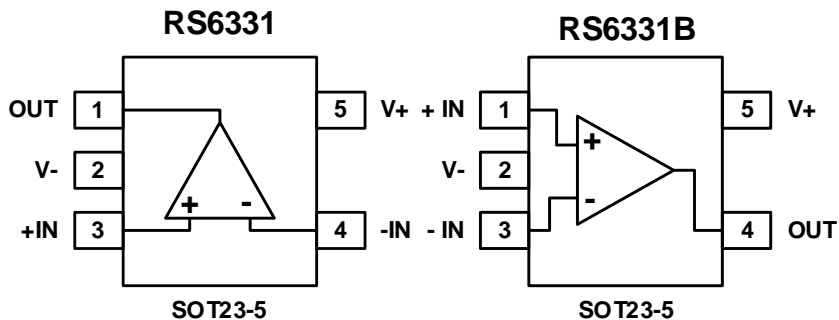 RS6331
RS6331B
OUT 1 5 V+
V- 2
+IN 3 4 -IN
+ -
SOT23-5
+ IN 1 5 V+
V- 2
- IN 3 4 OUT
+
-
SOT23-5